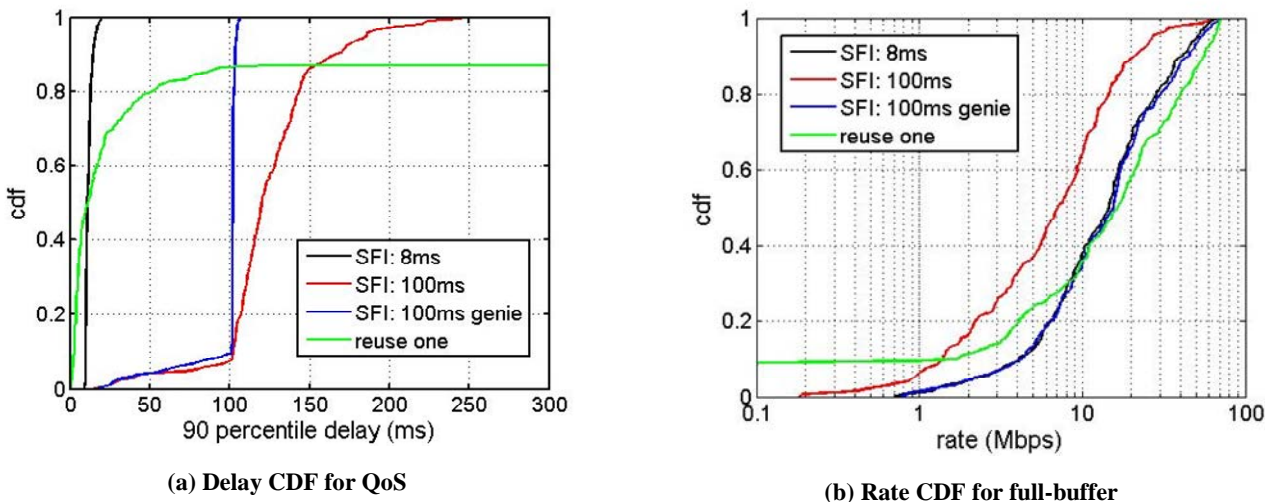 1
0.8
0.6
0.4
0.2
0
cdf
0 50 100 150 200 250 300
90 percentile delay (ms)
SFI: 8ms
SFI: 100ms
SFI: 100ms genie
reuse one
(a) Delay CDF for QoS
1
0.8
0.6
0.4
0.2
0
cdf
SFI: 8ms
SFI: 100ms
SFI: 100ms genie
reuse one
0.1 1 10 100
rate (Mbps)
(b) Rate CDF for full-buffer